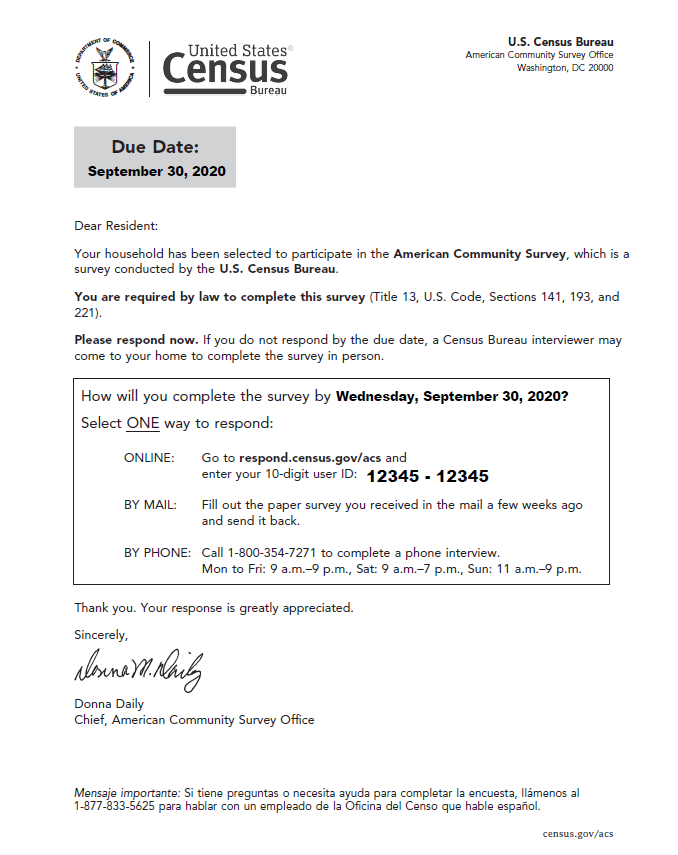 DEPARTMENT OF COMMERCE
UNITED STATES OF AMERICA
United States®
Census
Bureau
U.S. Census Bureau
American Community Survey Office
Washington, DC 20000
Due Date:
September 30, 2020
Dear Resident:
Your household has been selected to participate in the American Community Survey, which is a
survey conducted by the U.S. Census Bureau.
You are required by law to complete this survey (Title 13, U.S. Code, Sections 141, 193, and
221).
Please respond now. If you do not respond by the due date, a Census Bureau interviewer may
come to your home to complete the survey in person.
How will you complete the survey by Wednesday, September 30, 2020?
Select ONE way to respond:
ONLINE: Go to respond.census.gov/acs and
enter your 10-digit user ID: 12345 - 12345
BY MAIL: Fill out the paper survey you received in the mail a few weeks ago
and send it back.
BY PHONE: Call 1-800-354-7271 to complete a phone interview.
Mon to Fri: 9 a.m.–9 p.m., Sat: 9 a.m.–7 p.m., Sun: 11 a.m.–9 p.m.
Thank you. Your response is greatly appreciated.
Sincerely,
Donna M. Daily
Donna Daily
Chief, American Community Survey Office
Mensaje importante: Si tiene preguntas o necesita ayuda para completar la encuesta, llámenos al
1-877-833-5625 para hablar con un empleado de la Oficina del Censo que hable español.
census.gov/acs